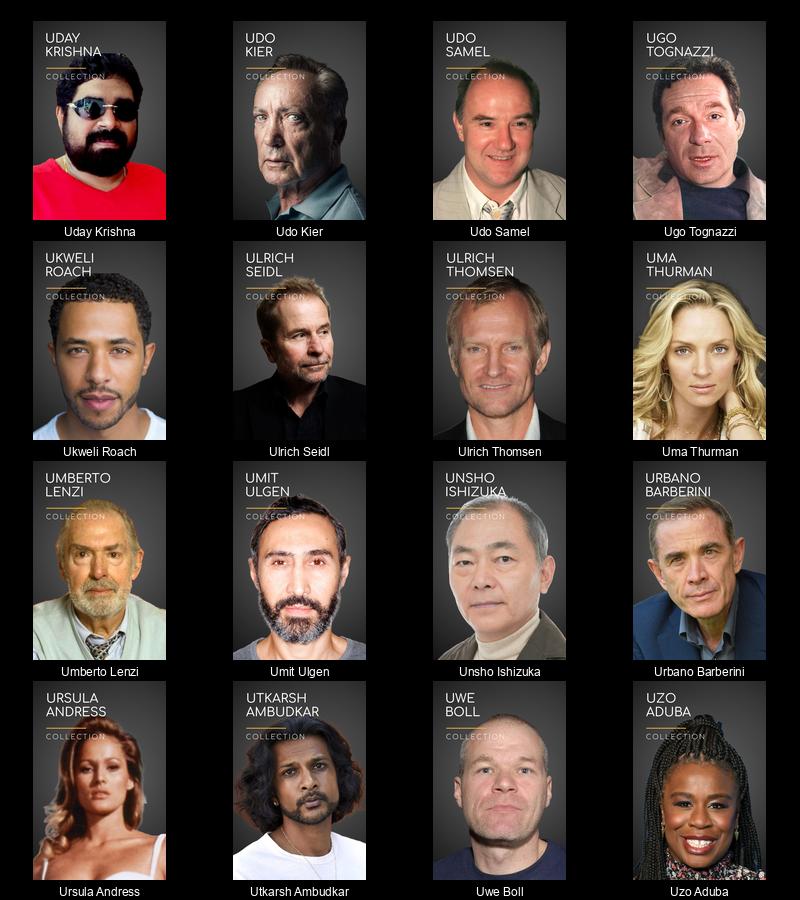 UDAY
KRISHNA
COLLECTION
Uday Krishna
UDO
KIER
COLLECTION
Udo Kier
UDO
SAMEL
COLLECTION
Udo Samel
UGO
TOGNAZZI
COLLECTION
Ugo Tognazzi
UKWELI
ROACH
COLLECTION
Ukweli Roach
ULRICH
SEIDL
COLLECTION
Ulrich Seidl
ULRICH
THOMSEN
COLLECTION
Ulrich Thomsen
UMA
THURMAN
COLLECTION
Uma Thurman
UMBERTO
LENZI
COLLECTION
Umberto Lenzi
UMIT
ULGEN
COLLECTION
Umit Ulgen
UNSHO
ISHIZUKA
COLLECTION
Unsho Ishizuka
URBANO
BARBERINI
COLLECTION
Urbano Barberini
URSULA
ANDRESS
COLLECTION
Ursula Andress
UTKARSH
AMBUDKAR
COLLECTION
Utkarsh Ambudkar
UWE
BOLL
COLLECTION
Uwe Boll
UZO
ADUBA
COLLECTION
Uzo Aduba